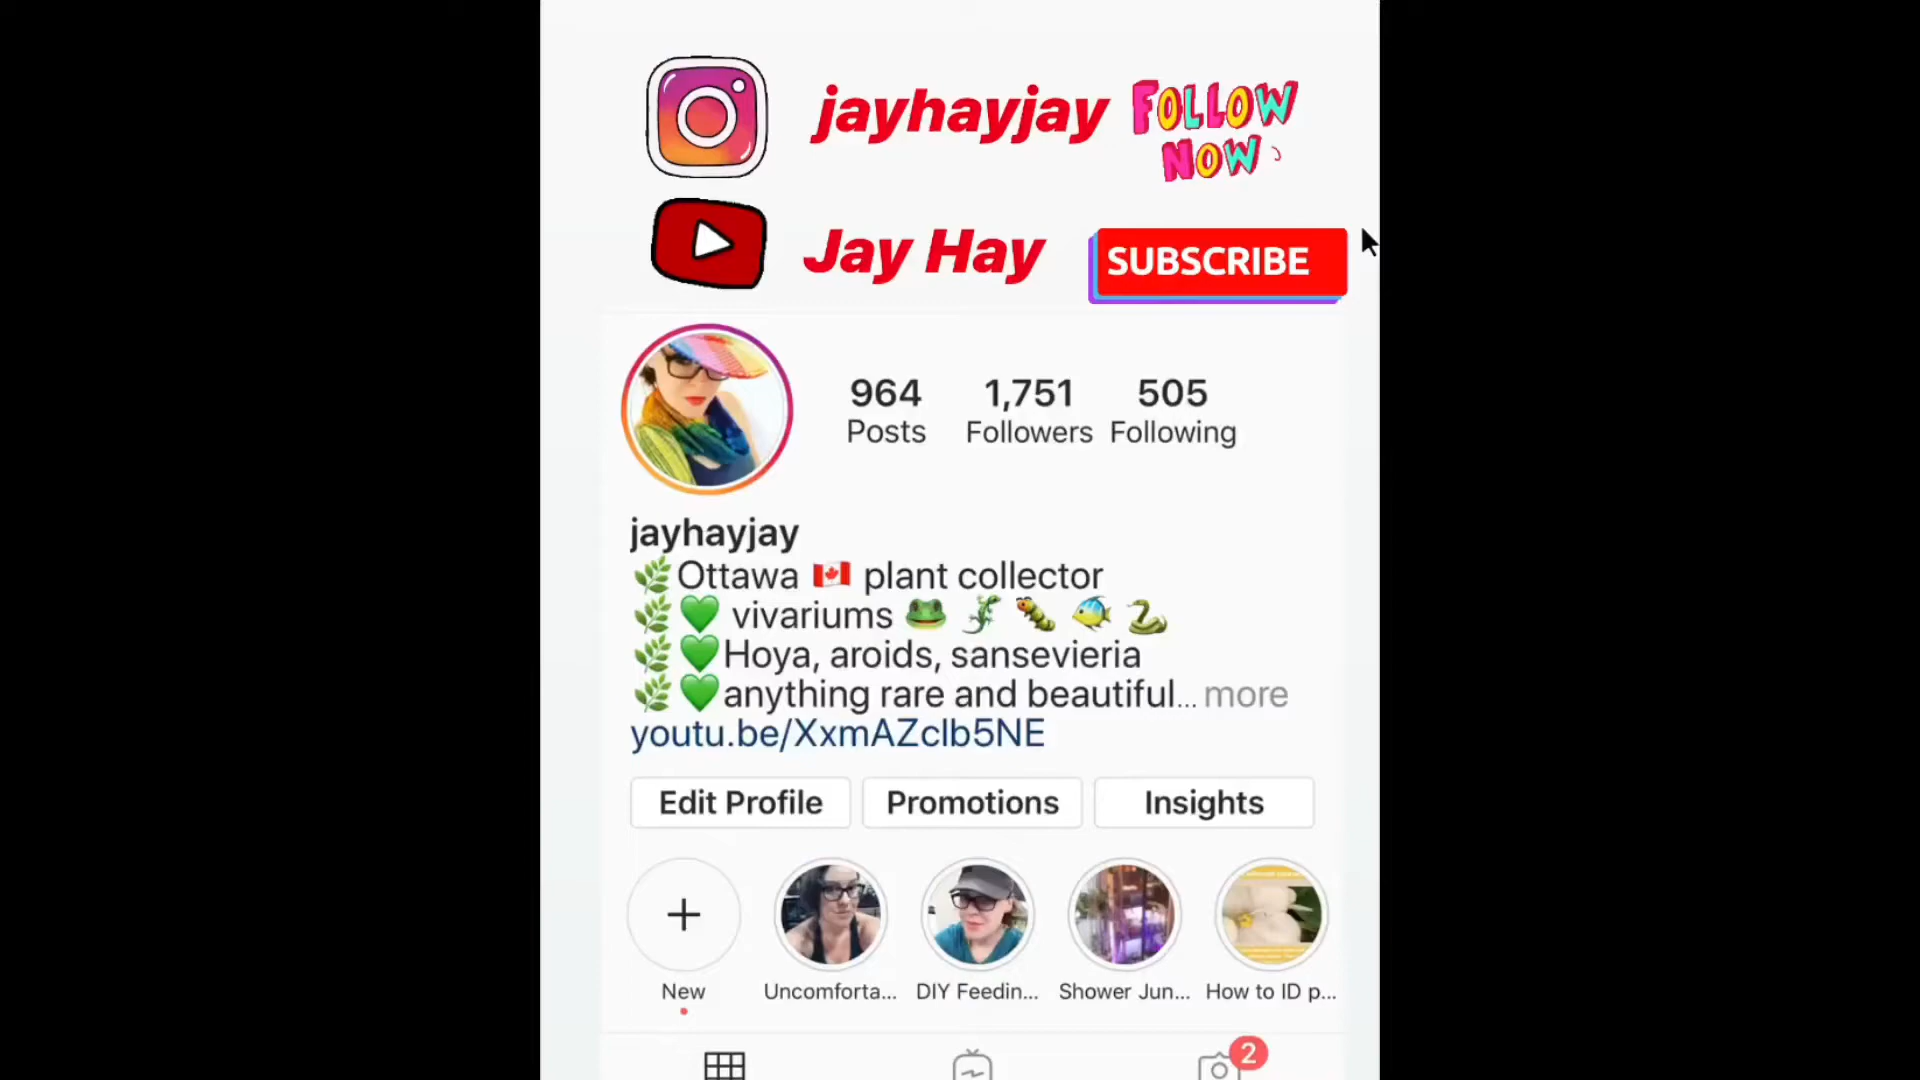 jayhayjay FOLLOW
NOW
Jay Hay SUBSCRIBE
964 1,751 505
Posts Followers Following
jayhayjay
🌿Ottawa 🇨🇦 plant collector
🌿💚 vivariums 🐸 🦎 🐛 🐠 🐍
🌿💚Hoya, aroids, sansevieria
🌿💚anything rare and beautiful... more
youtu.be/XxmAZclb5NE
Edit Profile Promotions Insights
New Uncomforta... DIY Feedin... Shower Jun... How to ID p...
2